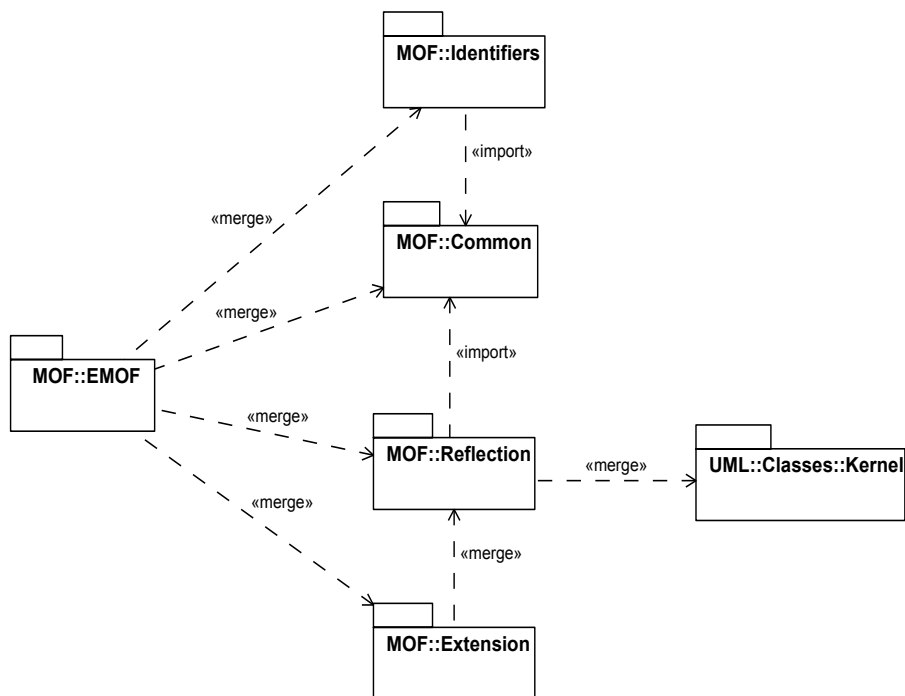 MOF::Identifiers
«import»
«merge»
MOF::Common
«merge»
«import»
MOF::EMOF
«merge»
MOF::Reflection
«merge»
UML::Classes::Kernel
«merge»
«merge»
MOF::Extension